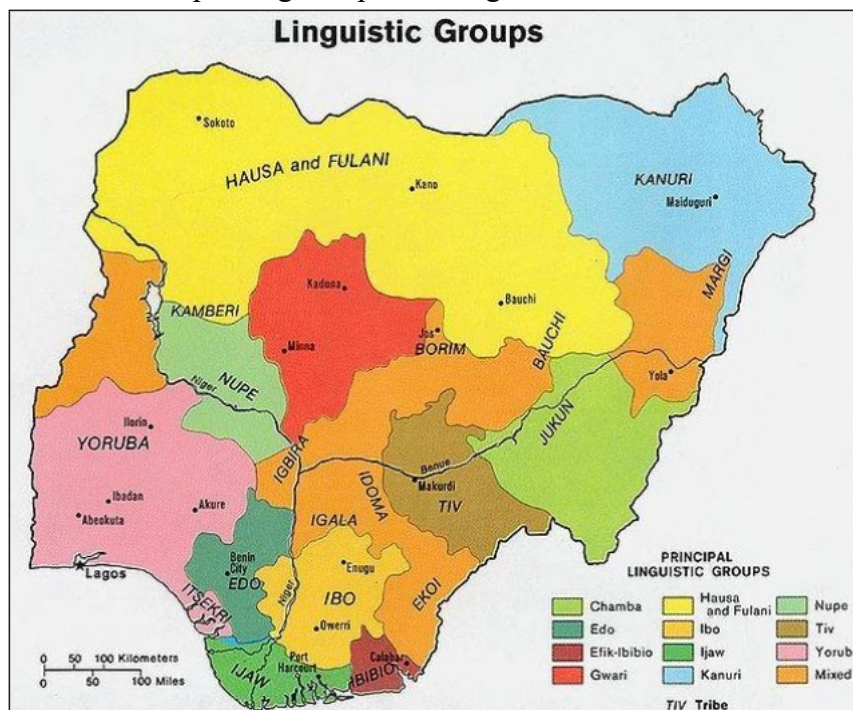 Linguistic Groups
Sokoto
HAUSA and FULANI
Kano
KANURI
Maiduguri
MARGI
Kaduna
KAMBERI
Bauchi
Jos
BORIM
BAUCHI
Minna
Yola
NUPE
Niger
Ilorin
YORUBA
JUKUN
IGBIRA
Benue
Makurdi
IDOMA
TIV
Ibadan
Abeokuta
Akure
IGALA
Lagos
Benin
City
EDO
Enugu
Niger
IBO
EKOI
ITSEKRI
Owerri
IJAW
Port
Harcourt
Calabar
IBIBIO
0 50 100 Kilometers
0 50 100 Miles
PRINCIPAL
LINGUISTIC GROUPS
Chamba
Edo
Efik-Ibibio
Gwari
Hausa
and Fulani
Ibo
Ijaw
Kanuri
Nupe
Tiv
Yorub
Mixed
TIV Tribe